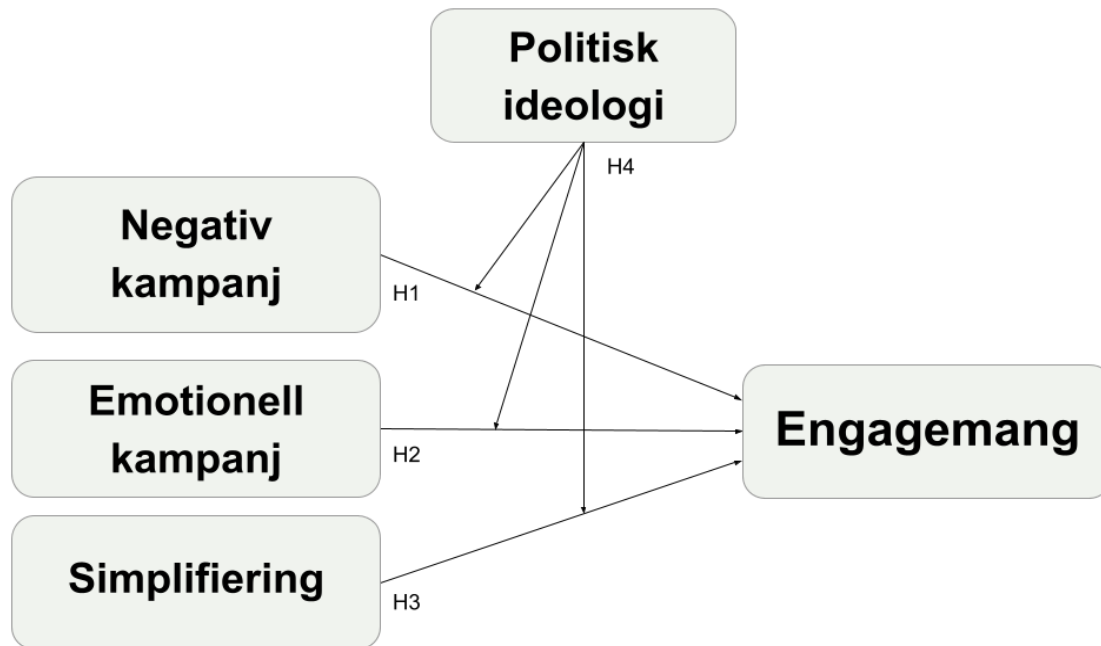 Politisk
ideologi
H4
Negativ
kampanj
H1
Emotionell
kampanj
H2
Engagemang
Simplifiering
H3